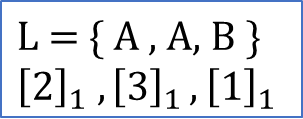 L = { A , A, B }
[2]₁ ,[3]₁ ,[1]₁